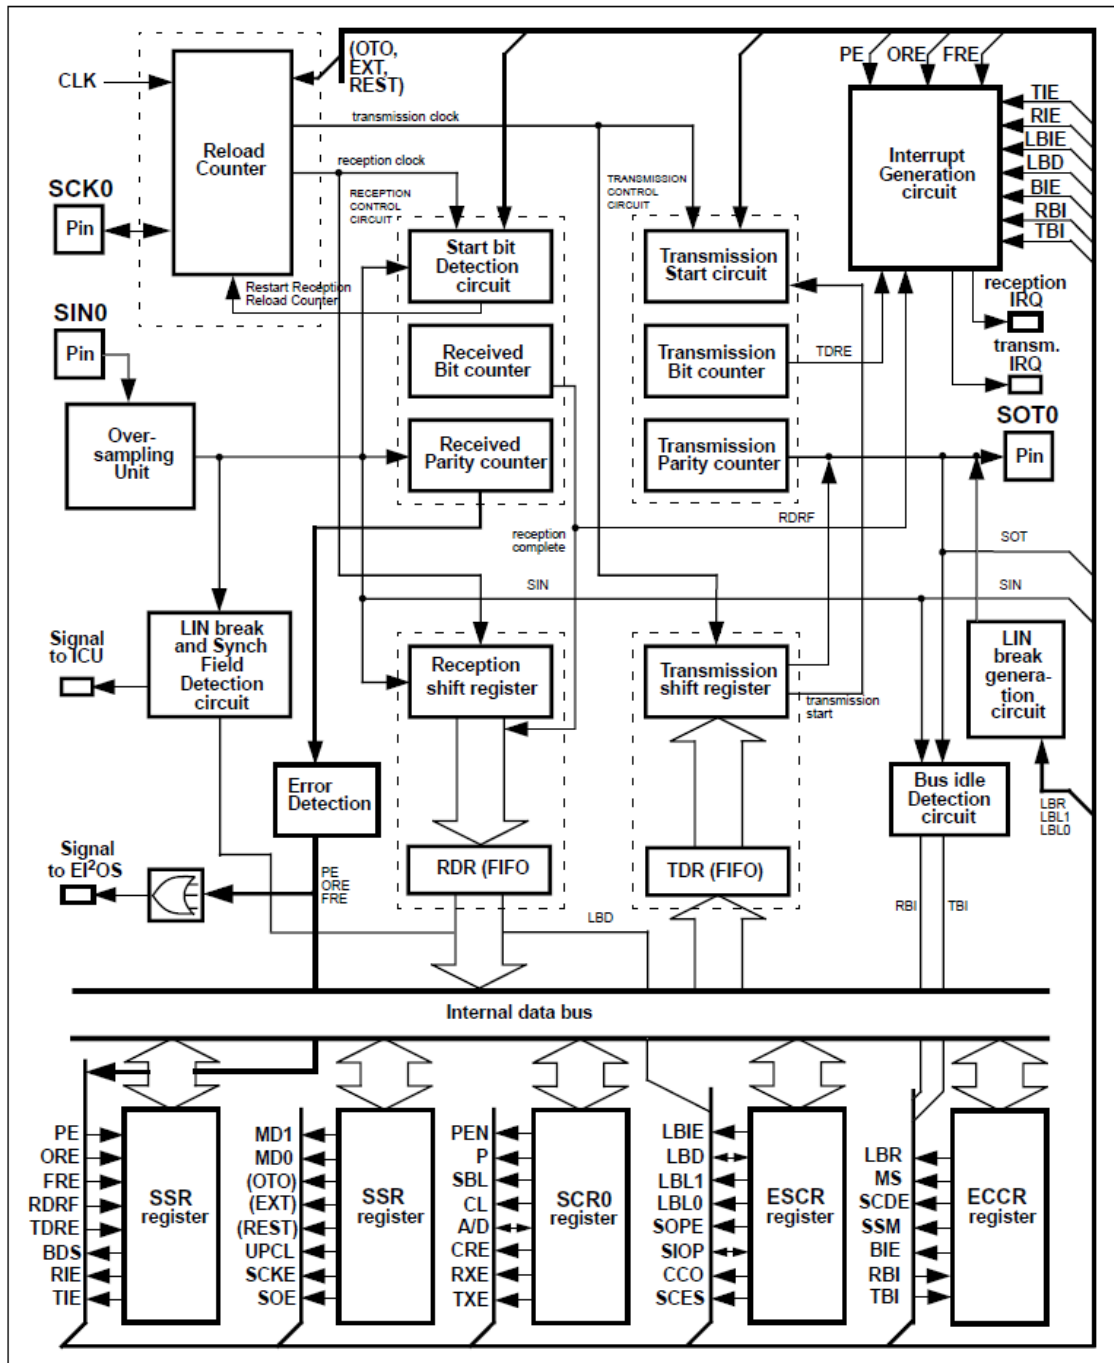 (OTO,
EXT,
REST)
PE
ORE
FRE
CLK
TIE
RIE
LBIE
LBD
BIE
RBI
TBI
transmission clock
Reload
Counter
reception clock
Interrupt
Generation
circuit
SCK0
Pin
RECEPTION
CONTROL
CIRCUIT
TRANSMISSION
CONTROL
CIRCUIT
Start bit
Detection
circuit
Transmission
Start circuit
Restart Reception
Reload Counter
reception
IRQ
transm.
IRQ
SIN0
Pin
Received
Bit counter
Transmission
Bit counter
TDRE
Over-
sampling
Unit
Received
Parity counter
Transmission
Parity counter
SOT0
Pin
RDRF
reception
complete
SOT
SIN
SIN
Signal
to ICU
LIN break
and Synch
Field
Detection
circuit
Reception
shift register
Transmission
shift register
transmission
start
LIN
break
genera-
tion
circuit
Error
Detection
Bus idle
Detection
circuit
LBR
LBL1
LBL0
Signal
to EI²OS
PE
ORE
FRE
RDR (FIFO
TDR (FIFO)
LBD
RBI
TBI
Internal data bus
PE
ORE
FRE
RDRF
TDRE
BDS
RIE
TIE
SSR
register
MD1
MD0
(OTO)
(EXT)
(REST)
UPCL
SCKE
SOE
SSR
register
PEN
P
SBL
CL
A/D
CRE
RXE
TXE
SCR0
register
LBIE
LBD
LBL1
LBL0
SOPE
SIOP
CCO
SCES
ESCR
register
LBR
MS
SCDE
SSM
BIE
RBI
TBI
ECCR
register